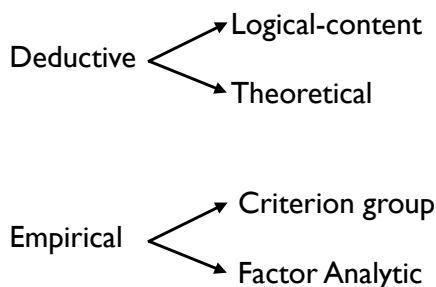 Logical-content
Deductive
Theoretical
Criterion group
Empirical
Factor Analytic